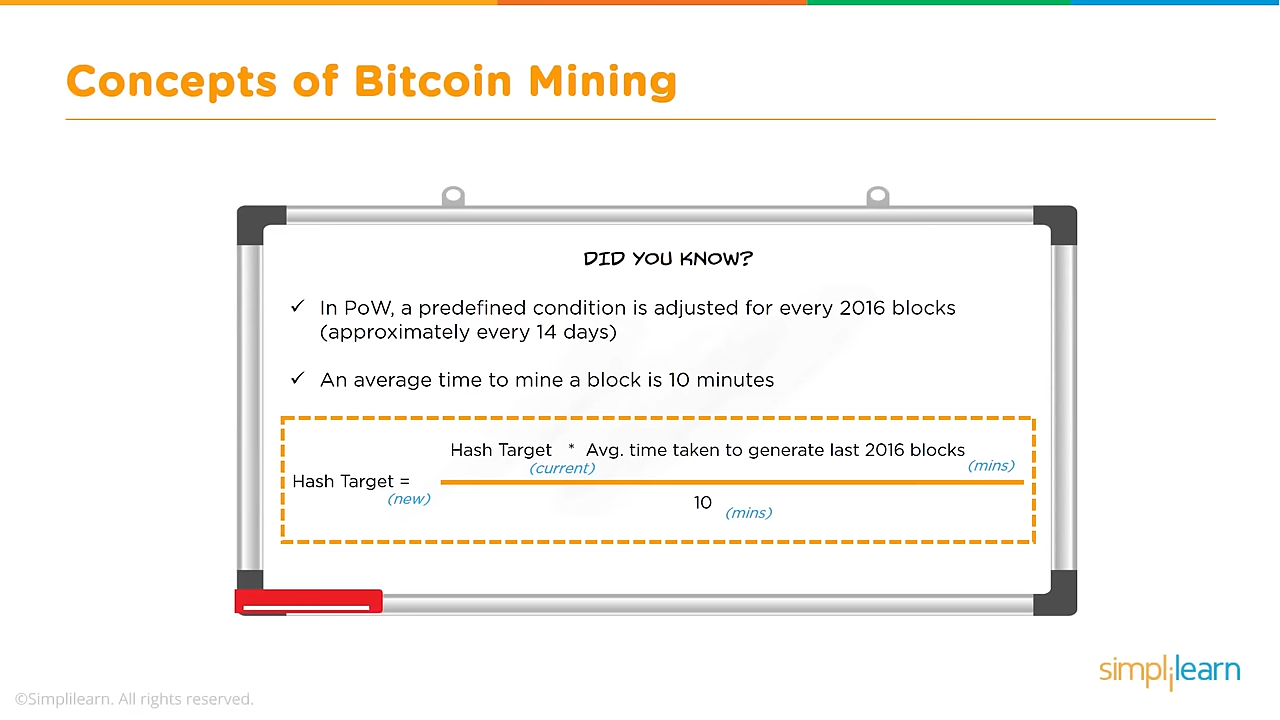 Concepts of Bitcoin Mining
DID YOU KNOW?
✓ In PoW, a predefined condition is adjusted for every 2016 blocks
(approximately every 14 days)
✓ An average time to mine a block is 10 minutes
Hash Target * Avg. time taken to generate last 2016 blocks
(current) (mins)
Hash Target =
(new)
10
(mins)
simplilearn
©Simplilearn. All rights reserved.